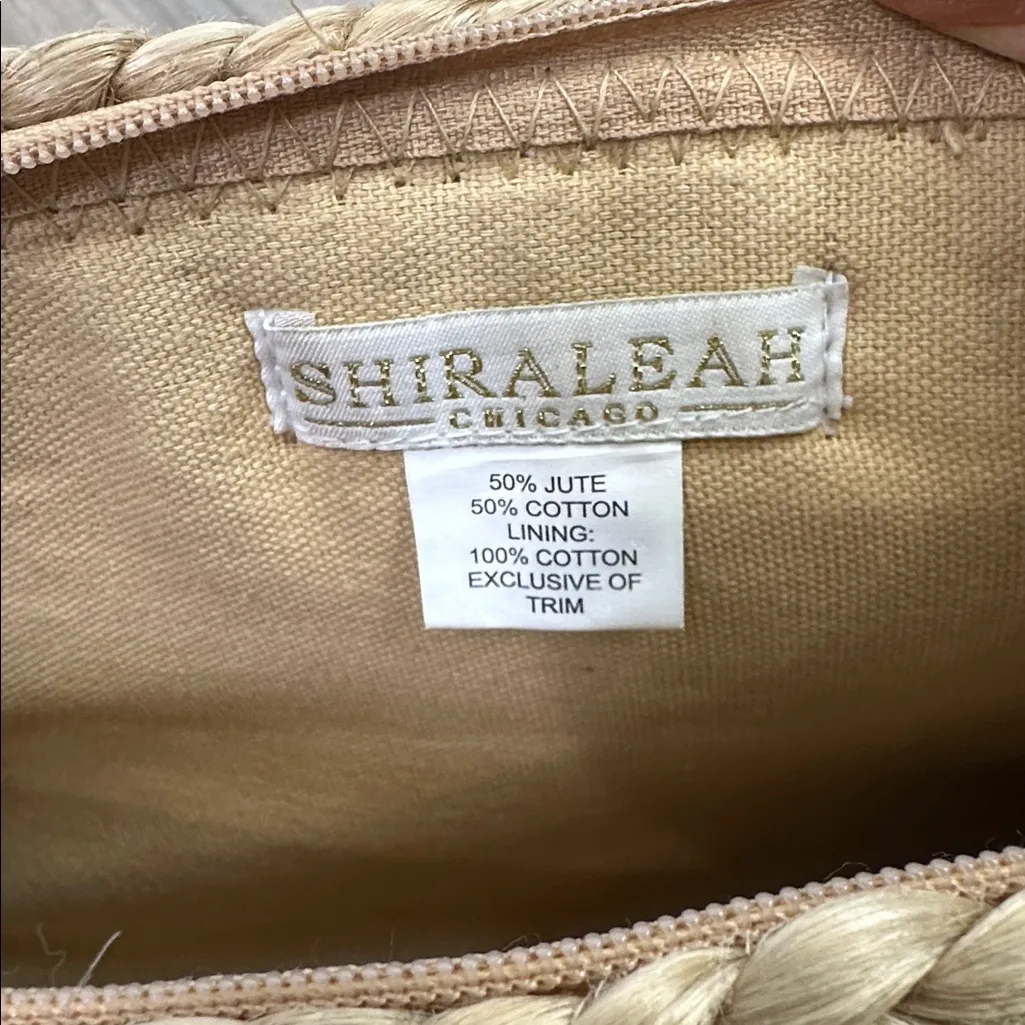 SHIRALEAH
CHICAGO
50% JUTE
50% COTTON
LINING:
100% COTTON
EXCLUSIVE OF
TRIM